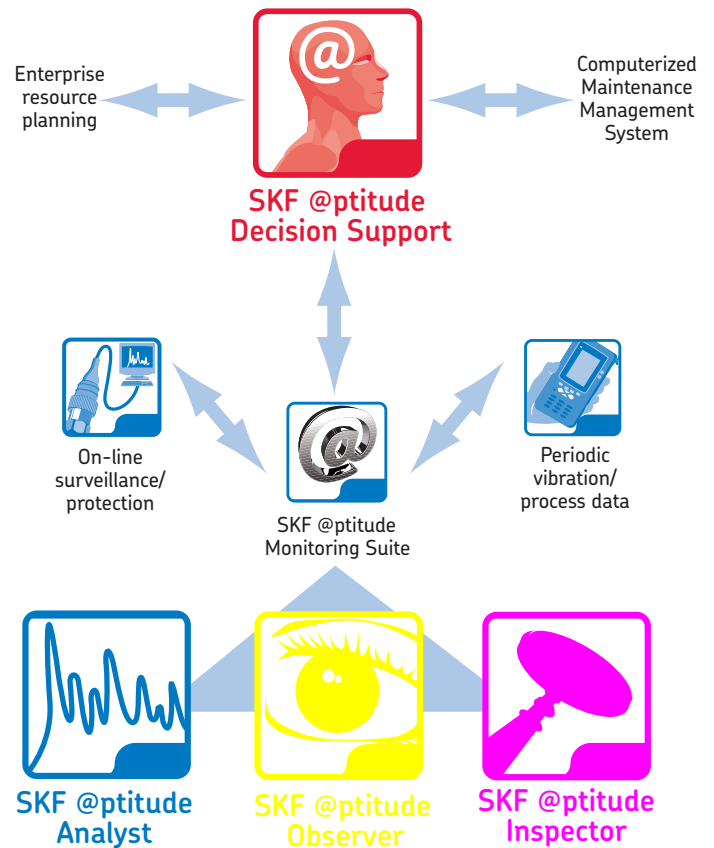 Enterprise
resource
planning
@
Computerized
Maintenance
Management
System
SKF @ptitude
Decision Support
On-line
surveillance/
protection
@
SKF @ptitude
Monitoring Suite
Periodic
vibration/
process data
SKF @ptitude
Analyst
SKF @ptitude
Observer
SKF @ptitude
Inspector